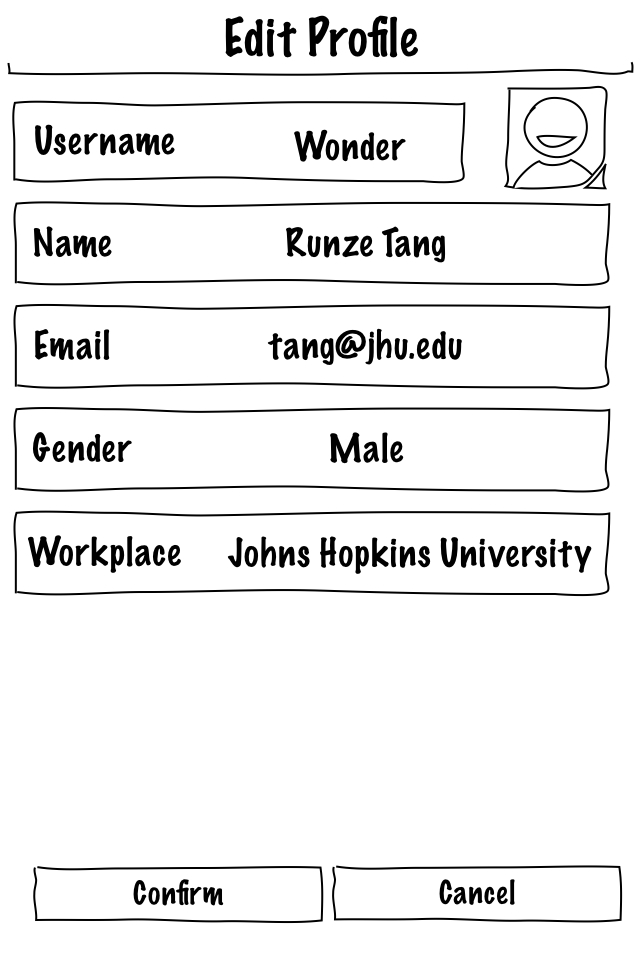 Edit Profile
Username Wonder
Name Runze Tang
Email tang@jhu.edu
Gender Male
Workplace Johns Hopkins University
Confirm Cancel